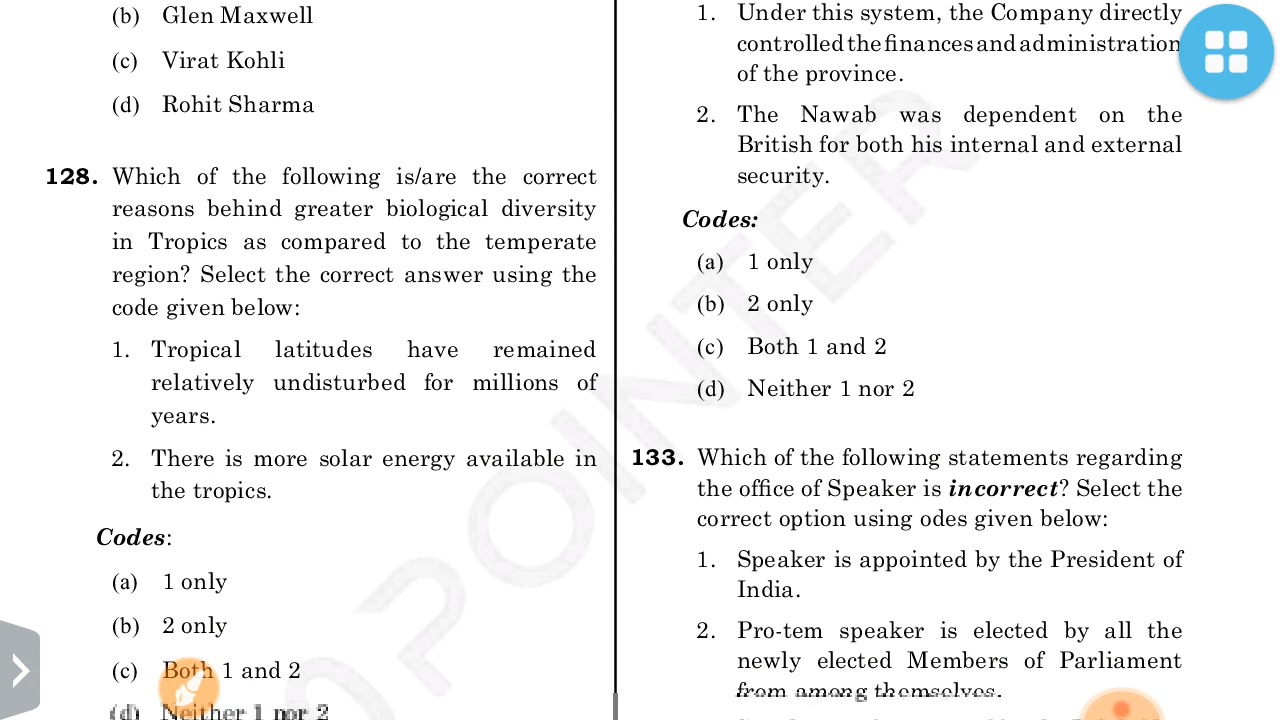 (b) Glen Maxwell
(c) Virat Kohli
(d) Rohit Sharma
128. Which of the following is/are the correct
reasons behind greater biological diversity
in Tropics as compared to the temperate
region? Select the correct answer using the
code given below:
1. Tropical latitudes have remained
relatively undisturbed for millions of
years.
2. There is more solar energy available in
the tropics.
Codes:
(a) 1 only
(b) 2 only
(c) Both 1 and 2
(d) Neither 1 nor 2
1. Under this system, the Company directly
controlled the finances and administration
of the province.
2. The Nawab was dependent on the
British for both his internal and external
security.
Codes:
(a) 1 only
(b) 2 only
(c) Both 1 and 2
(d) Neither 1 nor 2
133. Which of the following statements regarding
the office of Speaker is incorrect? Select the
correct option using odes given below:
1. Speaker is appointed by the President of
India.
2. Pro-tem speaker is elected by all the
newly elected Members of Parliament
from among themselves.
POINTER